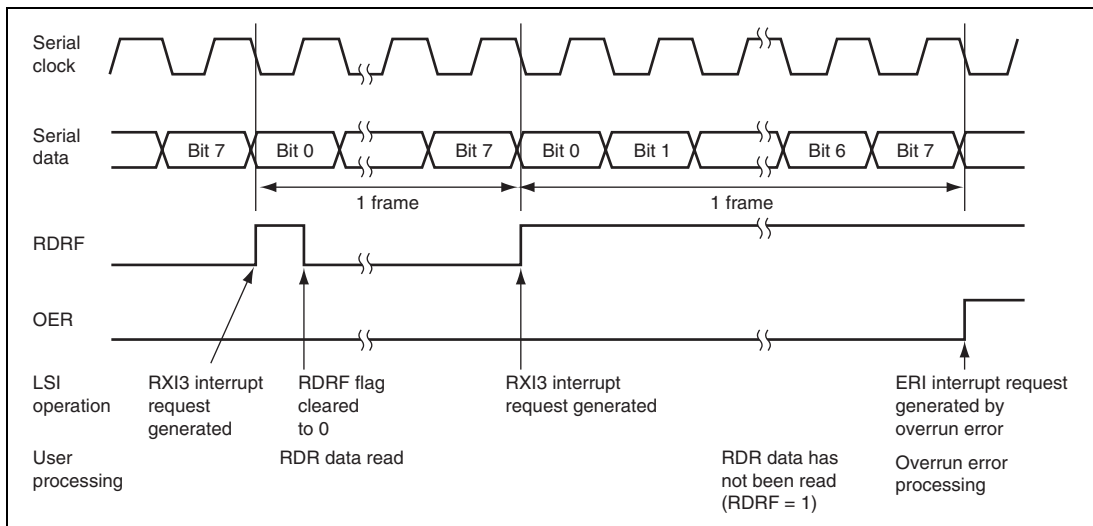 Serial
clock
Serial
data
Bit 7
Bit 0
Bit 7
Bit 0
Bit 1
Bit 6
Bit 7
1 frame
1 frame
RDRF
OER
LSI
operation
RXI3 interrupt
request
generated
RDRF flag
cleared
to 0
RXI3 interrupt
request generated
ERI interrupt request
generated by
overrun error
User
processing
RDR data read
RDR data has
not been read
(RDRF = 1)
Overrun error
processing